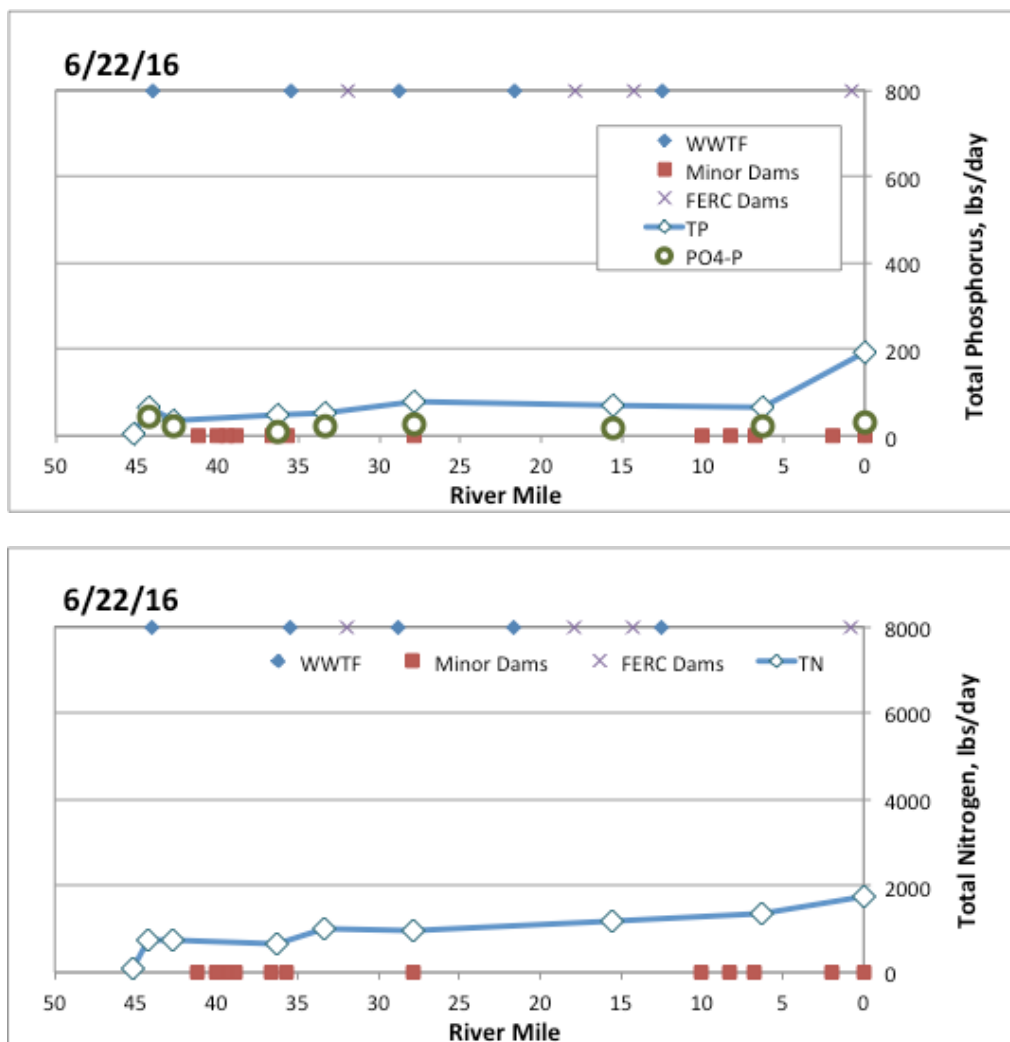 6/22/16
800
WWTF
Minor Dams
FERC Dams
TP
PO4-P
600
400
200
0
Total Phosphorus, lbs/day
50 45 40 35 30 25 20 15 10 5 0
River Mile
6/22/16
8000
WWTF Minor Dams FERC Dams TN
6000
4000
2000
0
Total Nitrogen, lbs/day
50 45 40 35 30 25 20 15 10 5 0
River Mile